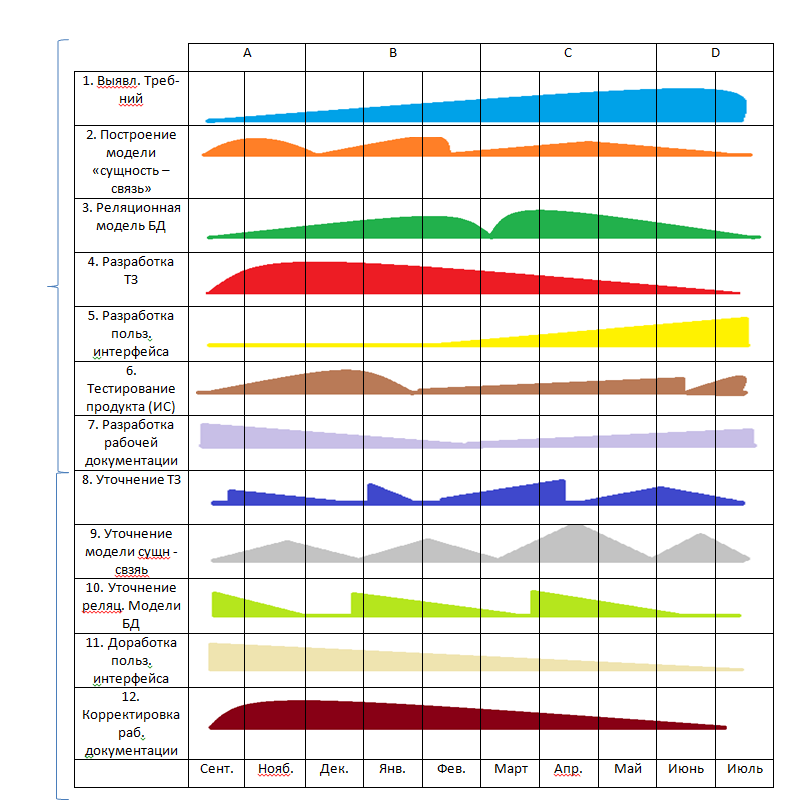 A B C D
1. Выявл. Треб-
ний
2. Построение
модели
«сущность –
связь»
3. Реляционная
модель БД
4. Разработка
ТЗ
5. Разработка
польз.
интерфейса
6.
Тестирование
продукта (ИС)
7. Разработка
рабочей
документации
8. Уточнение ТЗ
9. Уточнение
модели сущн -
свзяь
10. Уточнение
реляц. Модели
БД
11. Доработка
польз.
интерфейса
12.
Корректировка
раб.
документации
Сент. Нояб. Дек. Янв. Фев. Март Апр. Май Июнь Июль